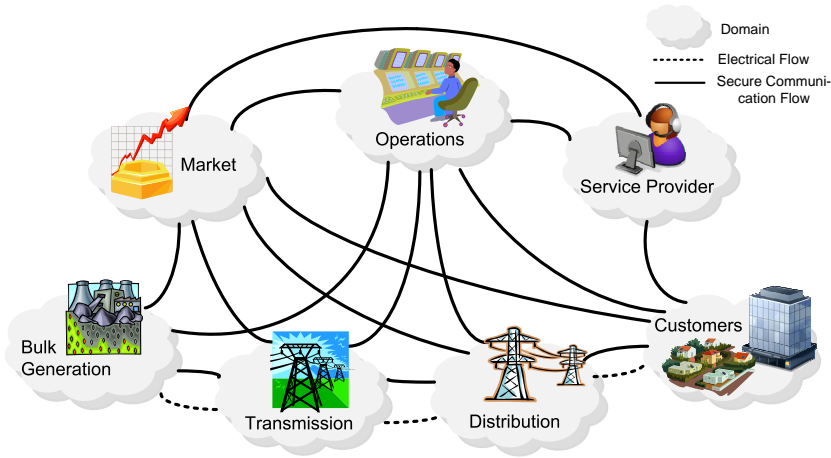 Domain
Electrical Flow
Secure Communi-
cation Flow
Operations
Market
Service Provider
Customers
Bulk
Generation
Transmission
Distribution